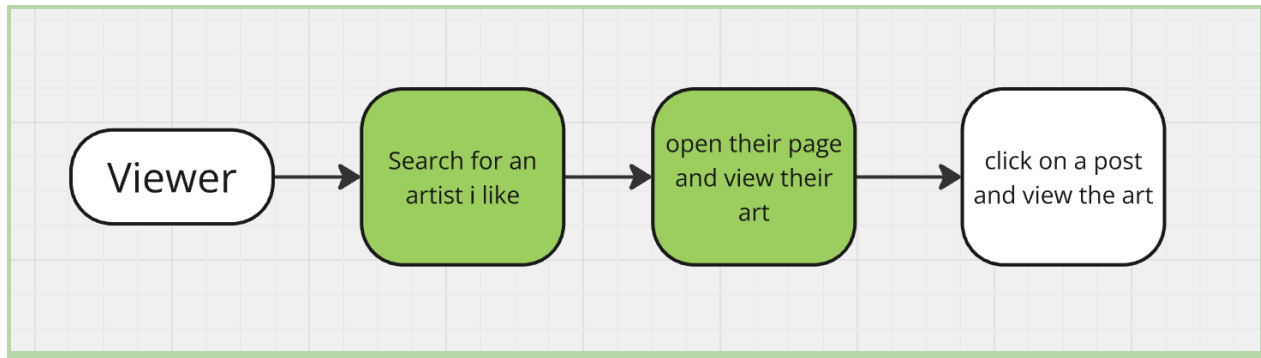 Viewer
Search for an
artist i like
open their page
and view their
art
click on a post
and view the art